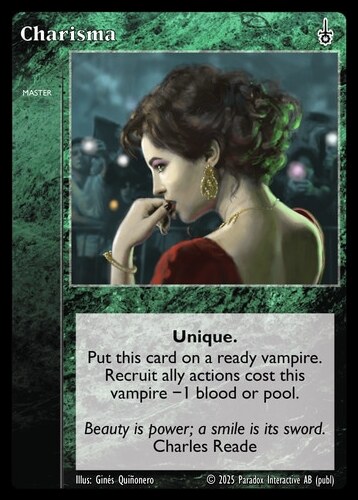 Charisma
MASTER
Unique.
Put this card on a ready vampire.
Recruit ally actions cost this
vampire −1 blood or pool.
Beauty is power; a smile is its sword.
Charles Reade
Illus: Ginés Quiñonero
© 2025 Paradox Interactive AB (publ)